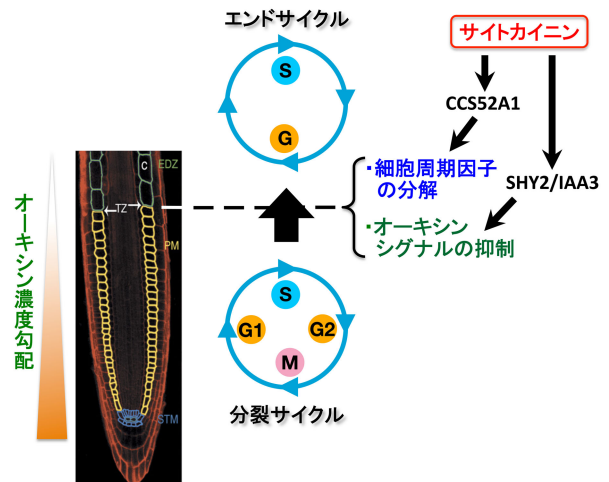 エンドサイクル
S
G
サイトカイニン
CCS52A1
・細胞周期因子
の分解
SHY2/IAA3
・オーキシン
シグナルの抑制
オーキシン濃度勾配
C
EDZ
TZ
PM
STM
S
G1
G2
M
分裂サイクル